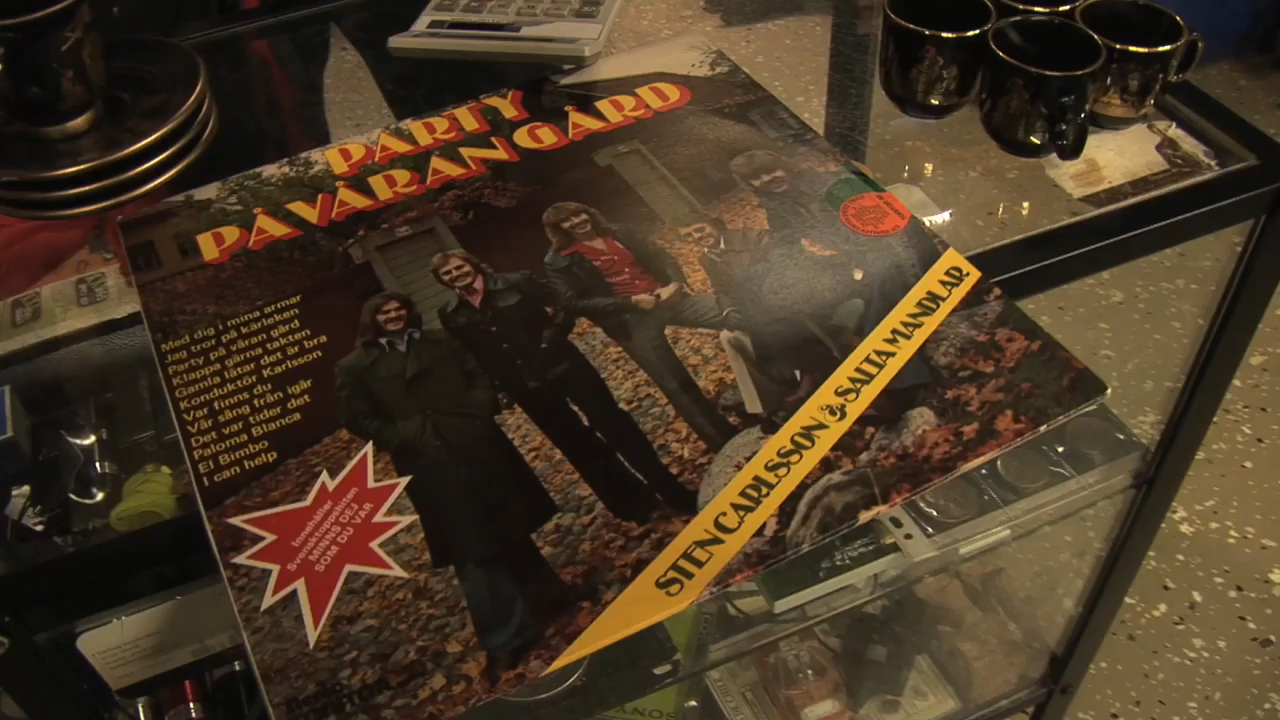 PARTY
PÅ VÅRAN GÅRD
Med dig i mina armar
Jag tror på kärleken
Party på våran gård
Klappa gärna takten
Gamla låtar det är bra
Konduktör Karlsson
Var finns du
Vår sång från igår
Det var tider det
Paloma Blanca
El Bimbo
I can help
Innehåller
Svensktoppshiten
MINNS DEJ
SOM DU VAR
STEN CARLSSON & SALTA MANDLAR